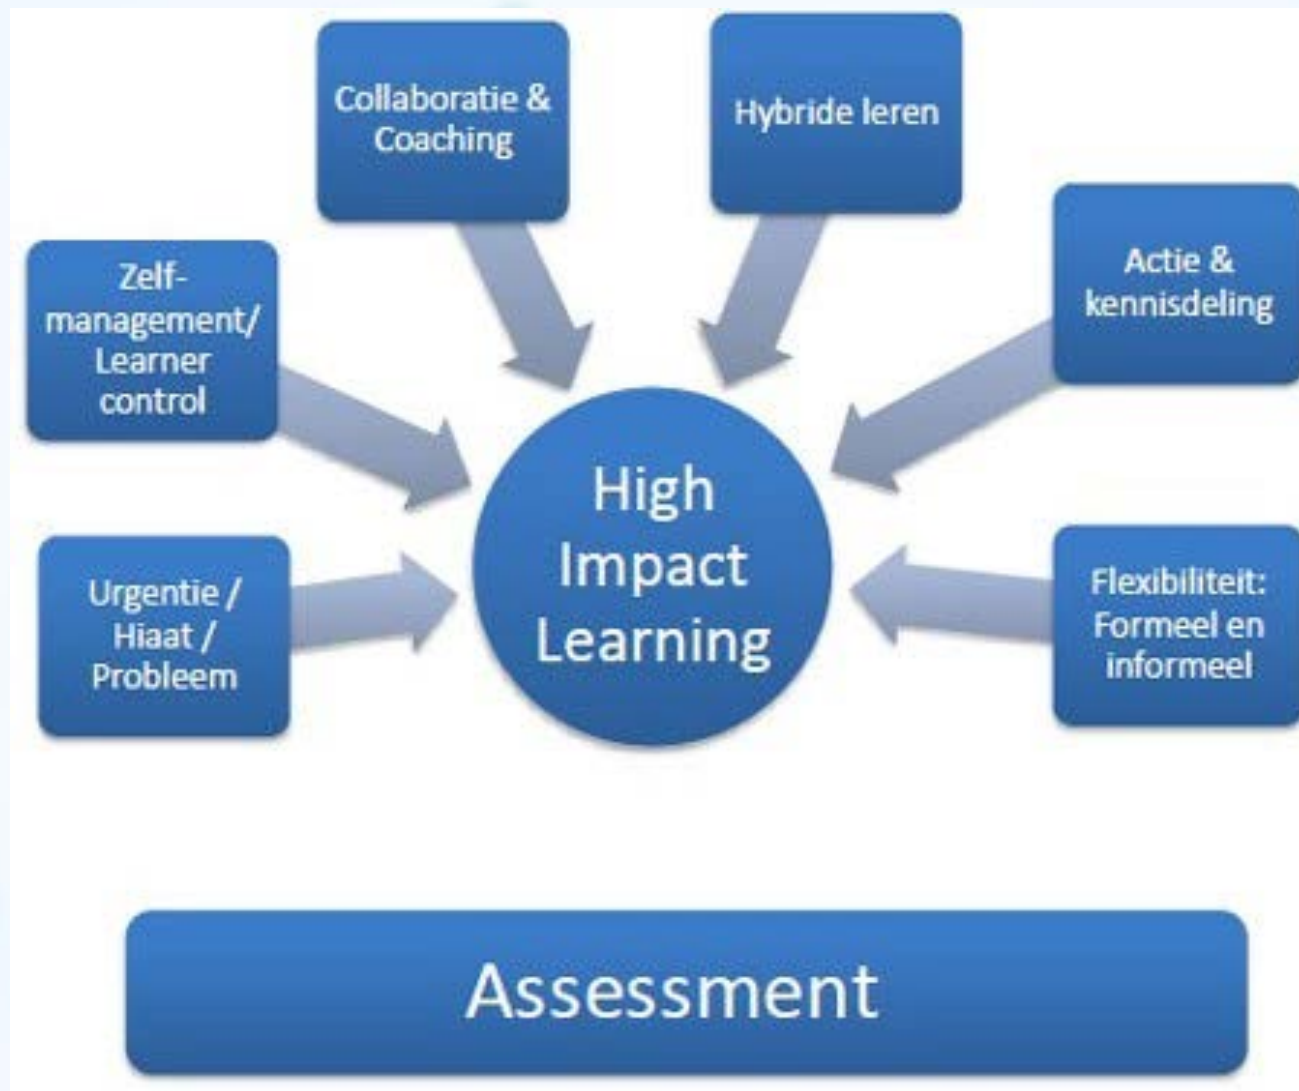 Collaboratie &
Coaching
Hybride leren
Actie &
kennisdeling
Zelf-
management/
Learner
control
High
Impact
Learning
Urgentie /
Hiaat /
Probleem
Flexibiliteit:
Formeel en
informeel
Assessment